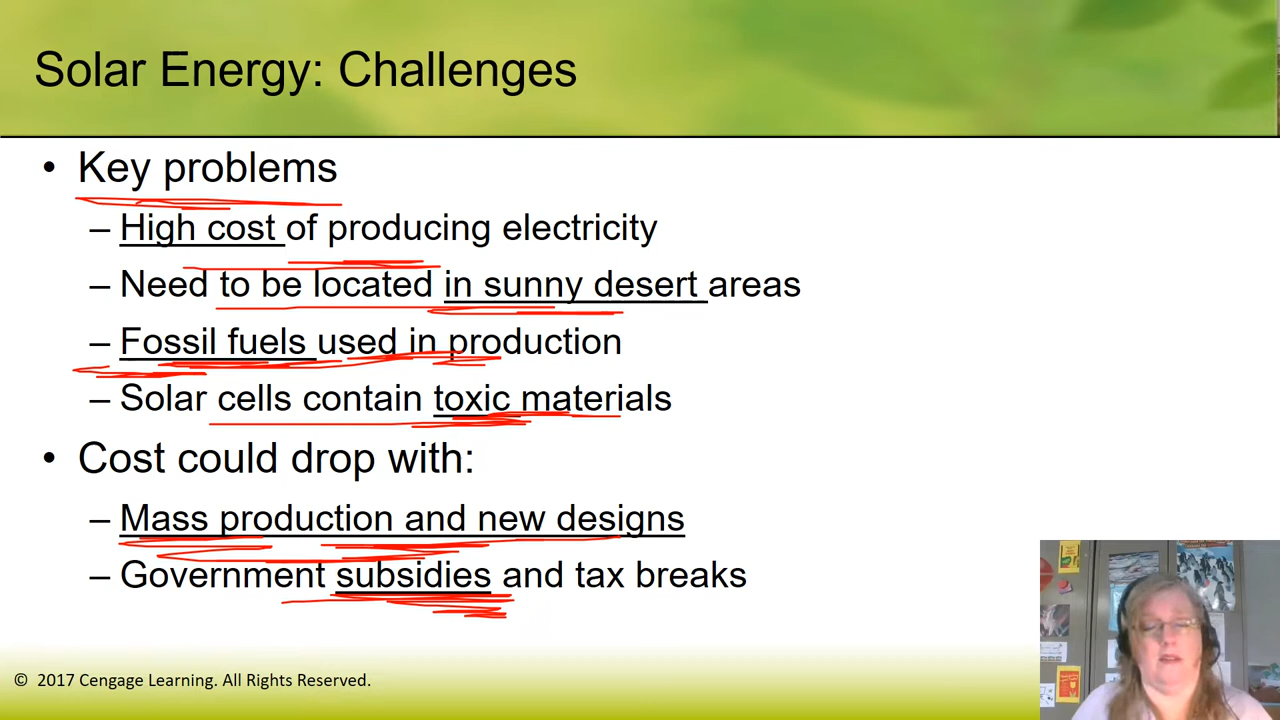 Solar Energy: Challenges
• Key problems
– High cost of producing electricity
– Need to be located in sunny desert areas
– Fossil fuels used in production
– Solar cells contain toxic materials
• Cost could drop with:
– Mass production and new designs
– Government subsidies and tax breaks
© 2017 Cengage Learning. All Rights Reserved.